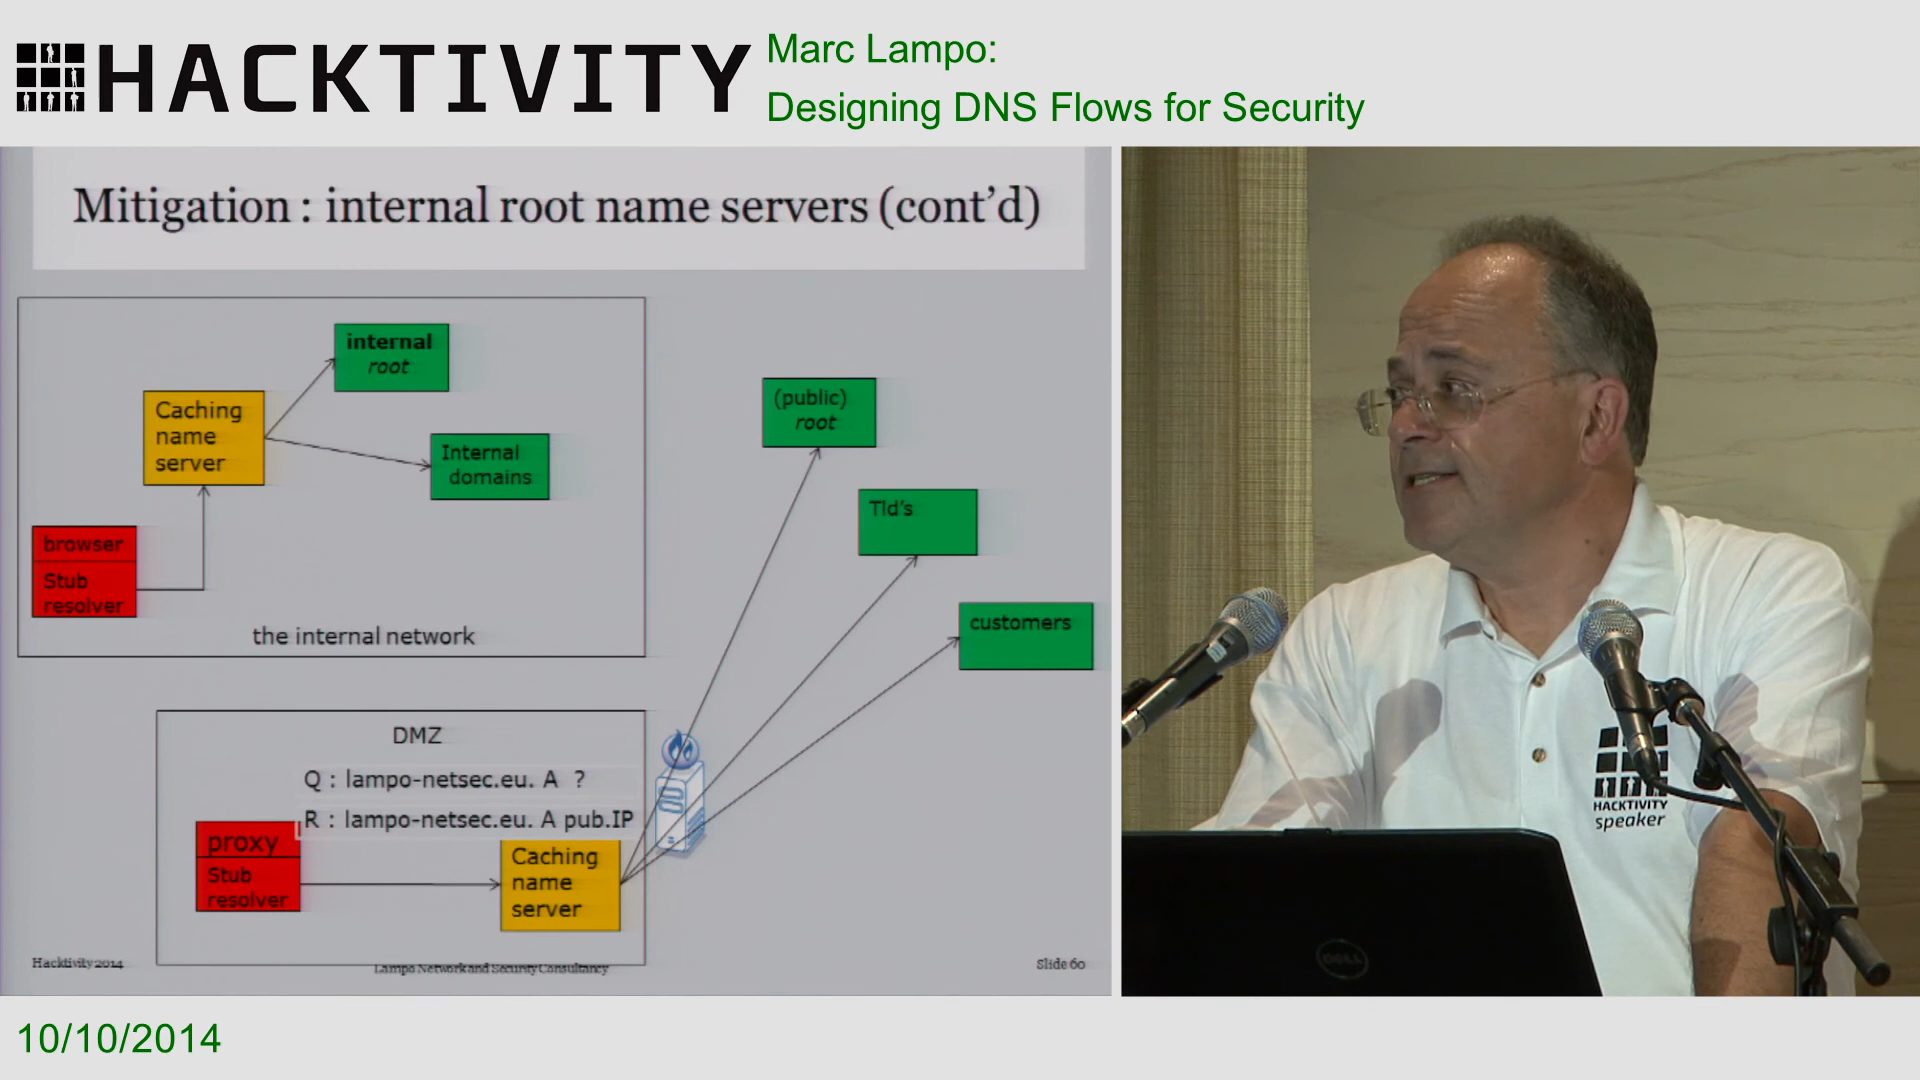 HACKTIVITY
Marc Lampo:
Designing DNS Flows for Security
Mitigation : internal root name servers (cont'd)
internal
root
Caching
name
server
Internal
domains
browser
Stub
resolver
the internal network
(public)
root
Tld's
customers
DMZ
Q : lampo-netsec.eu. A ?
R : lampo-netsec.eu. A pub.IP
proxy
Stub
resolver
Caching
name
server
Hacktivity 2014
Lampo Network and Security Consultancy
Slide 60
HACKTIVITY
speaker
DELL
10/10/2014